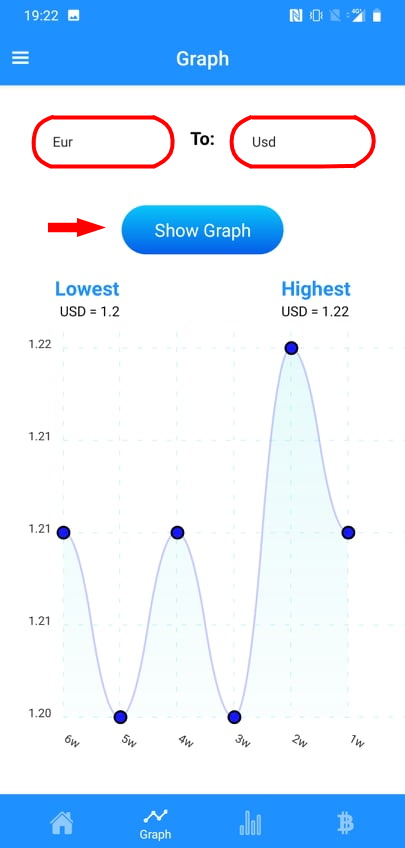 19:22
4G
Graph
Eur
To:
Usd
Show Graph
Lowest
Highest
USD = 1.2
USD = 1.22
1.22
1.21
1.21
1.21
1.20
6w
5w
4w
3w
2w
1w
Graph